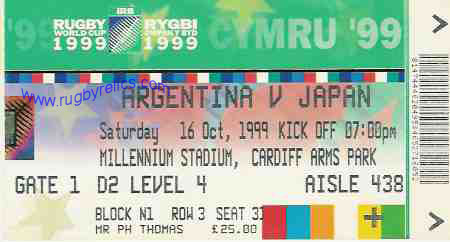 IRB
RUGBY WORLD CUP 1999
RYGBI CWPAN Y BYD 1999
'99 CYMRU '99
www.rugbyrelics.com
ARGENTINA V JAPAN
Saturday 16 Oct, 1999 KICK OFF 07:00pm
MILLENNIUM STADIUM, CARDIFF ARMS PARK
GATE 1 D2 LEVEL 4 AISLE 438
BLOCK N1 ROW 3 SEAT 31
MR PH THOMAS £25.00